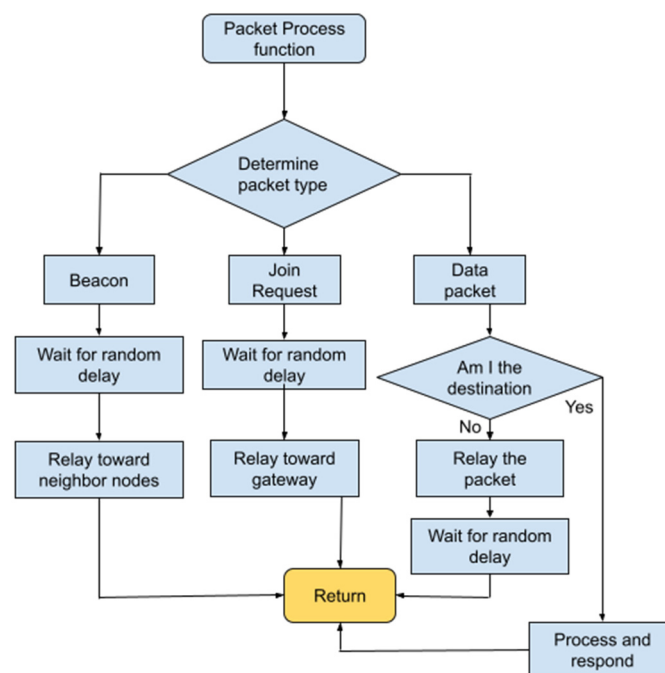 Packet Process
function
Determine
packet type
Beacon
Join
Request
Data
packet
Wait for random
delay
Wait for random
delay
Am I the
destination
Yes
No
Relay toward
neighbor nodes
Relay toward
gateway
Relay the
packet
Wait for random
delay
Return
Process and
respond